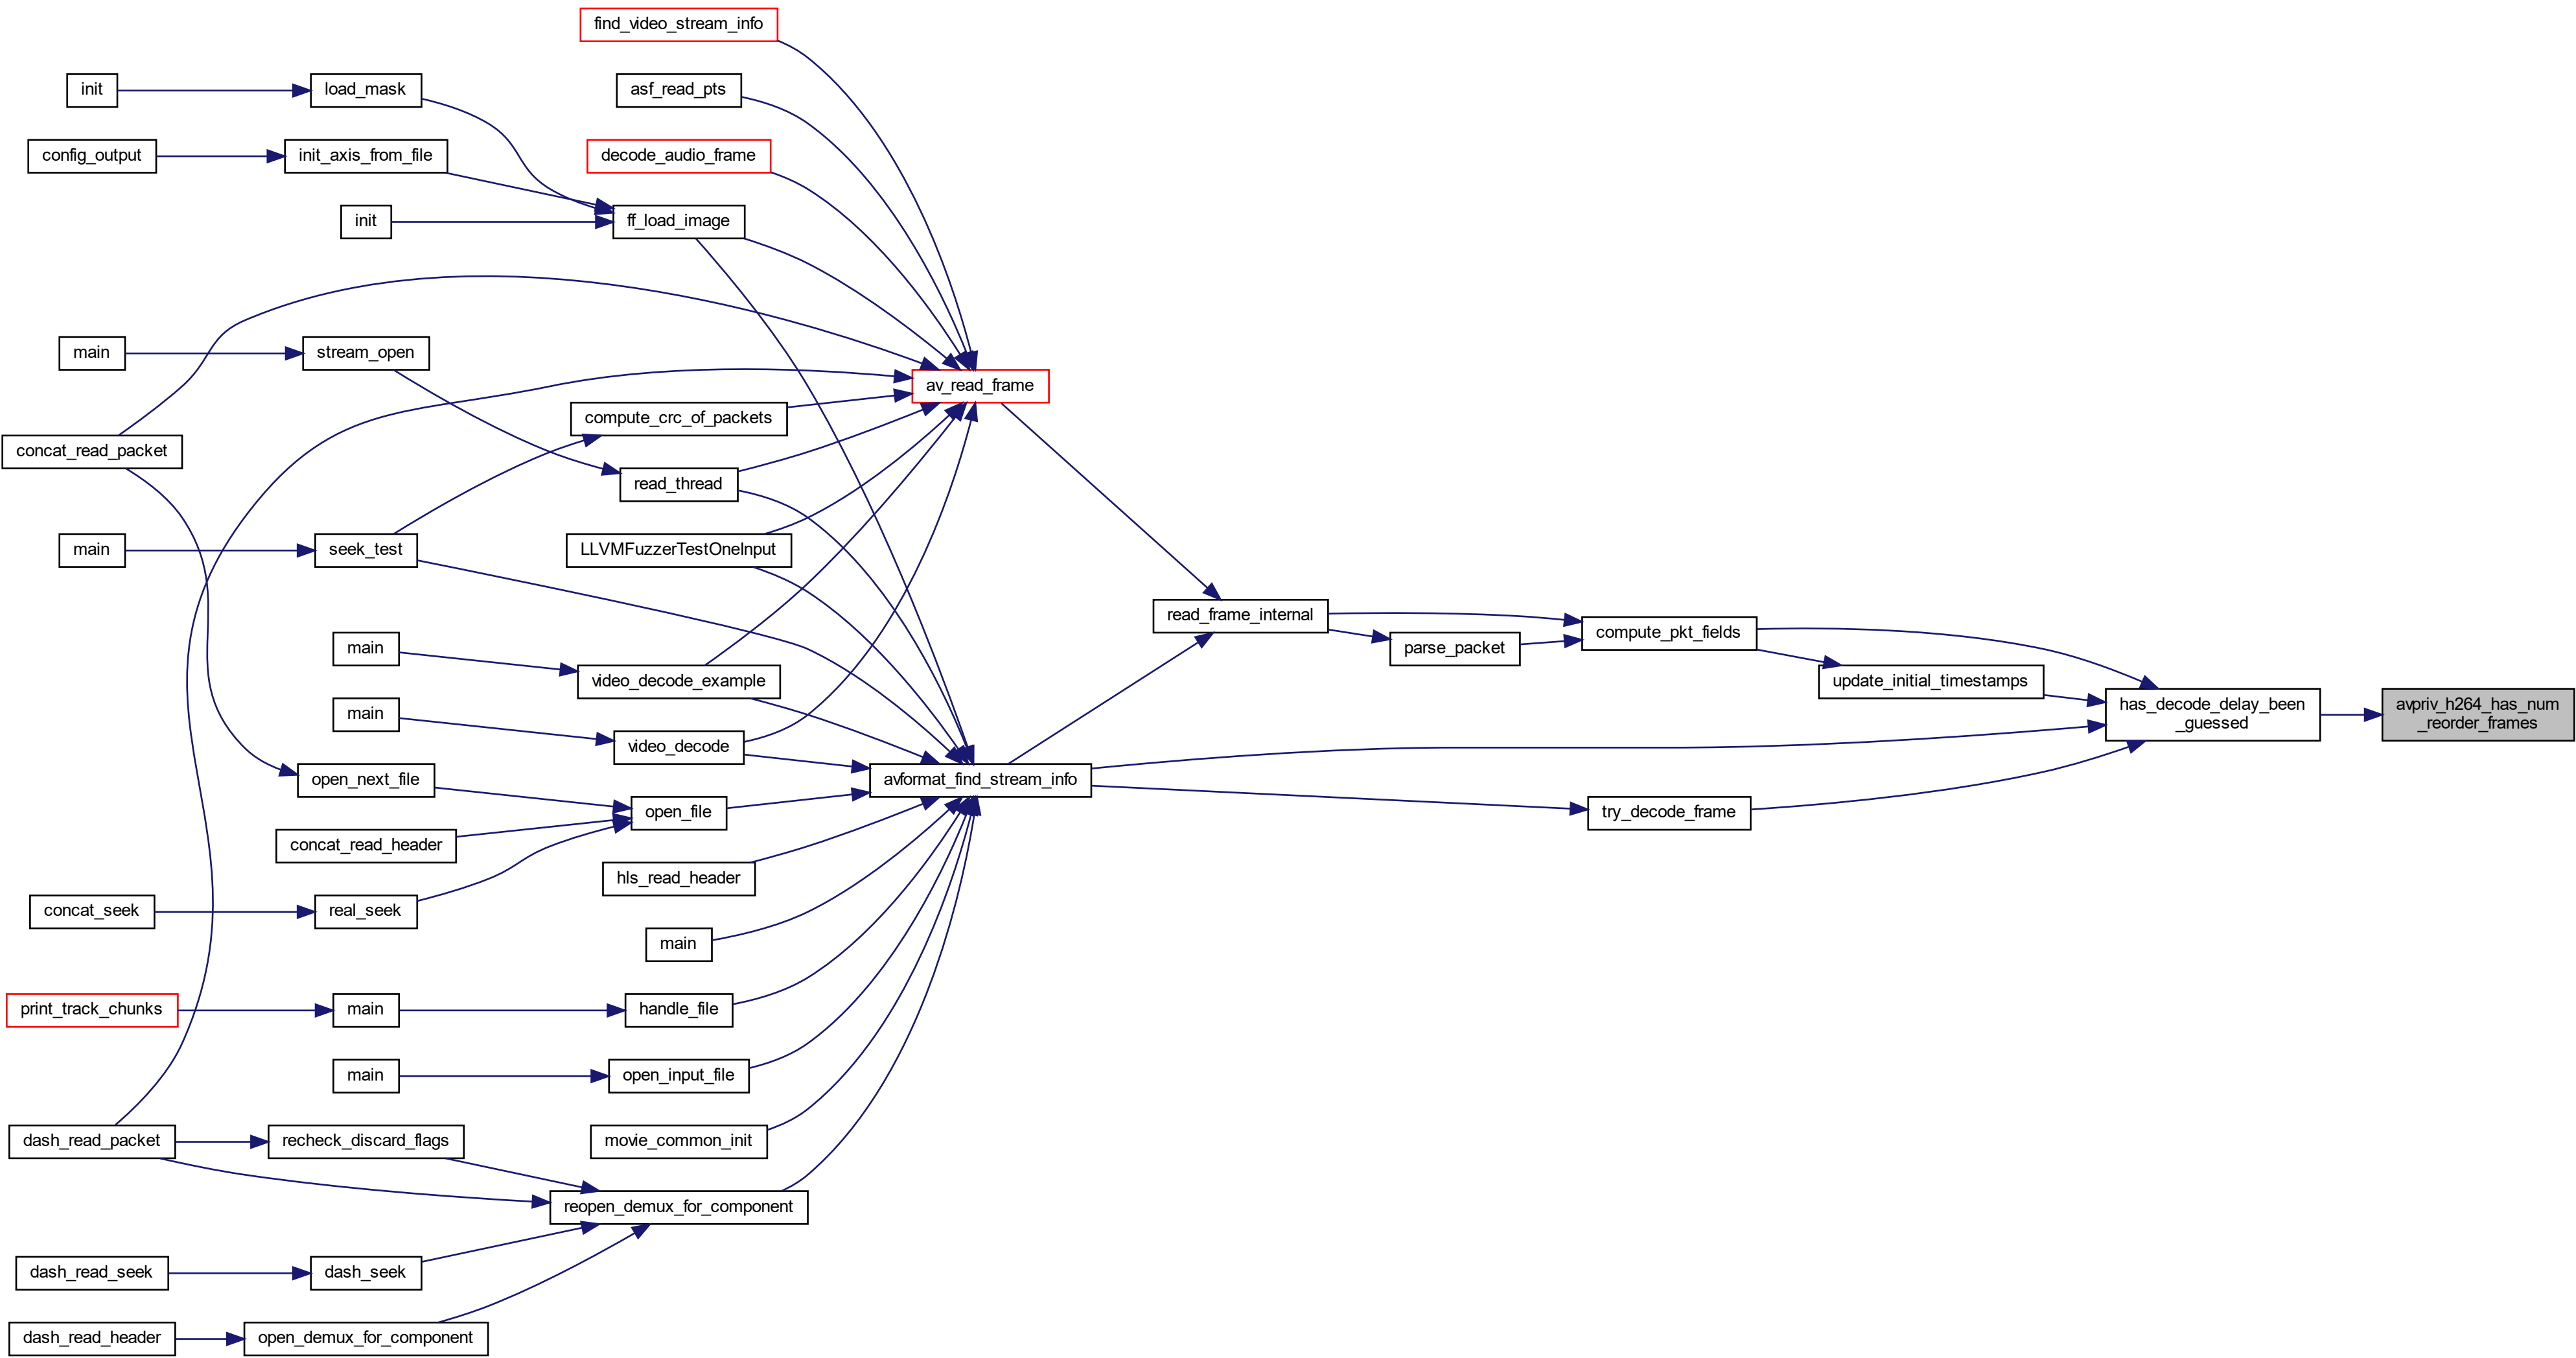 find_video_stream_info
init
load_mask
asf_read_pts
config_output
init_axis_from_file
decode_audio_frame
init
ff_load_image
main
stream_open
av_read_frame
compute_crc_of_packets
concat_read_packet
read_thread
main
seek_test
LLVMFuzzerTestOneInput
read_frame_internal
compute_pkt_fields
main
parse_packet
video_decode_example
update_initial_timestamps
has_decode_delay_been
_guessed
avpriv_h264_has_num
_reorder_frames
main
video_decode
open_next_file
avformat_find_stream_info
open_file
try_decode_frame
concat_read_header
hls_read_header
concat_seek
real_seek
main
print_track_chunks
main
handle_file
main
open_input_file
dash_read_packet
recheck_discard_flags
movie_common_init
reopen_demux_for_component
dash_read_seek
dash_seek
dash_read_header
open_demux_for_component